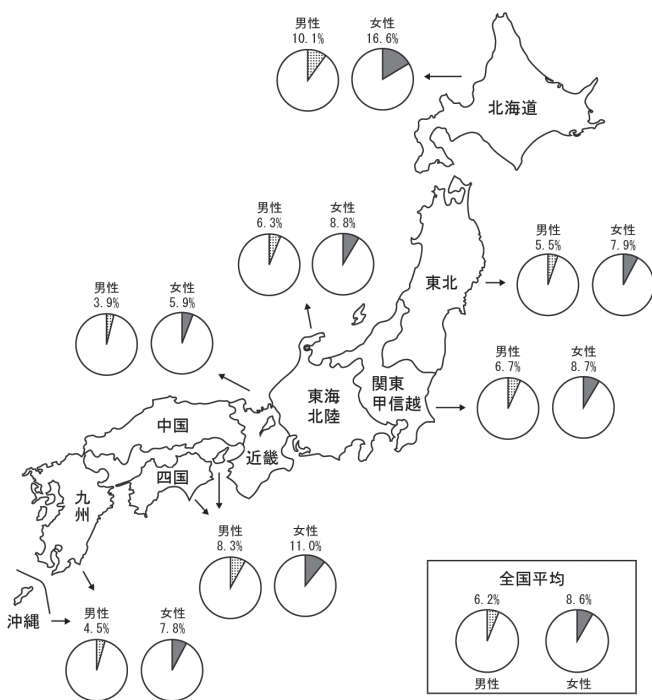 男性 女性
10.1% 16.6%
北海道
男性 女性
6.3% 8.8%
男性 女性
5.5% 7.9%
東北
男性 女性
3.9% 5.9%
男性 女性
6.7% 8.7%
東海
北陸
関東
甲信越
中国
近畿
四国
九州
男性 女性
8.3% 11.0%
沖縄
男性 女性
4.5% 7.8%
全国平均
6.2% 8.6%
男性 女性